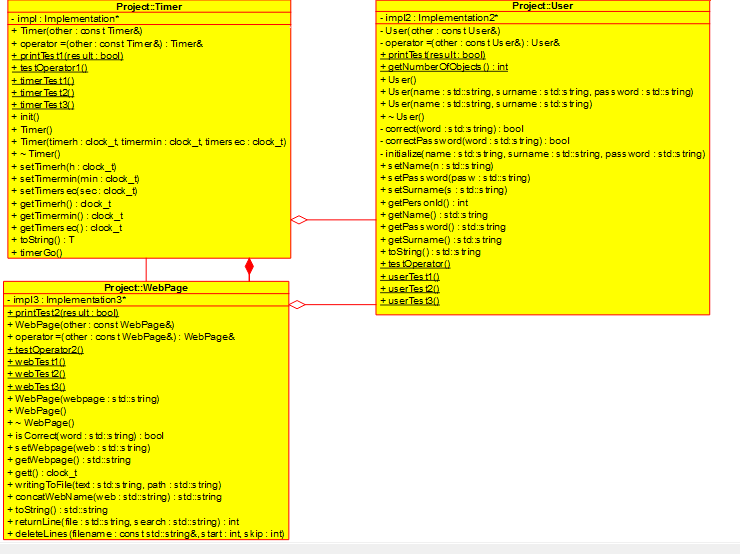 Project::Timer
- impl : Implementation*
+ Timer(other : const Timer&)
+ operator =(other : const Timer&) : Timer&
+ printTest1(result : bool)
+ testOperator1()
+ timerTest1()
+ timerTest2()
+ timerTest3()
+ init()
+ Timer()
+ Timer(timerh : clock_t, timermin : clock_t, timersec : clock_t)
+ ~ Timer()
+ setTimerh(h : clock_t)
+ setTimermin(min : clock_t)
+ setTimersec(sec : clock_t)
+ getTimerh() : clock_t
+ getTimermin() : clock_t
+ getTimersec() : clock_t
+ toString() : T
+ timerGo()
Project::User
- impl2 : Implementation2*
- User(other : const User&)
- operator =(other : const User&) : User&
+ printTest(result : bool)
+ getNumberOfObjects() : int
+ User()
+ User(name : std::string, surname : std::string, password : std::string)
+ User(name : std::string, surname : std::string)
+ ~ User()
- correct(word : std::string) : bool
- correctPassword(word : std::string) : bool
- initialize(name : std::string, surname : std::string, password : std::string)
+ setName(n : std::string)
+ setPassword(pasw : std::string)
+ setSurname(s : std::string)
+ getPersonId() : int
+ getName() : std::string
+ getPassword() : std::string
+ getSurname() : std::string
+ toString() : std::string
+ testOperator()
+ userTest1()
+ userTest2()
+ userTest3()
Project::WebPage
- impl3 : Implementation3*
+ printTest2(result : bool)
+ WebPage(other : const WebPage&)
+ operator =(other : const WebPage&) : WebPage&
+ testOperator2()
+ webTest1()
+ webTest2()
+ webTest3()
+ WebPage(webpage : std::string)
+ WebPage()
+ ~ WebPage()
+ isCorrect(word : std::string) : bool
+ setWebpage(web : std::string)
+ getWebpage() : std::string
+ gett() : clock_t
+ writingToFile(text : std::string, path : std::string)
+ concatWebName(web : std::string) : std::string
+ toString() : std::string
+ returnLine(file : std::string, search : std::string) : int
+ deleteLines(filename : const std::string&, start : int, skip : int)